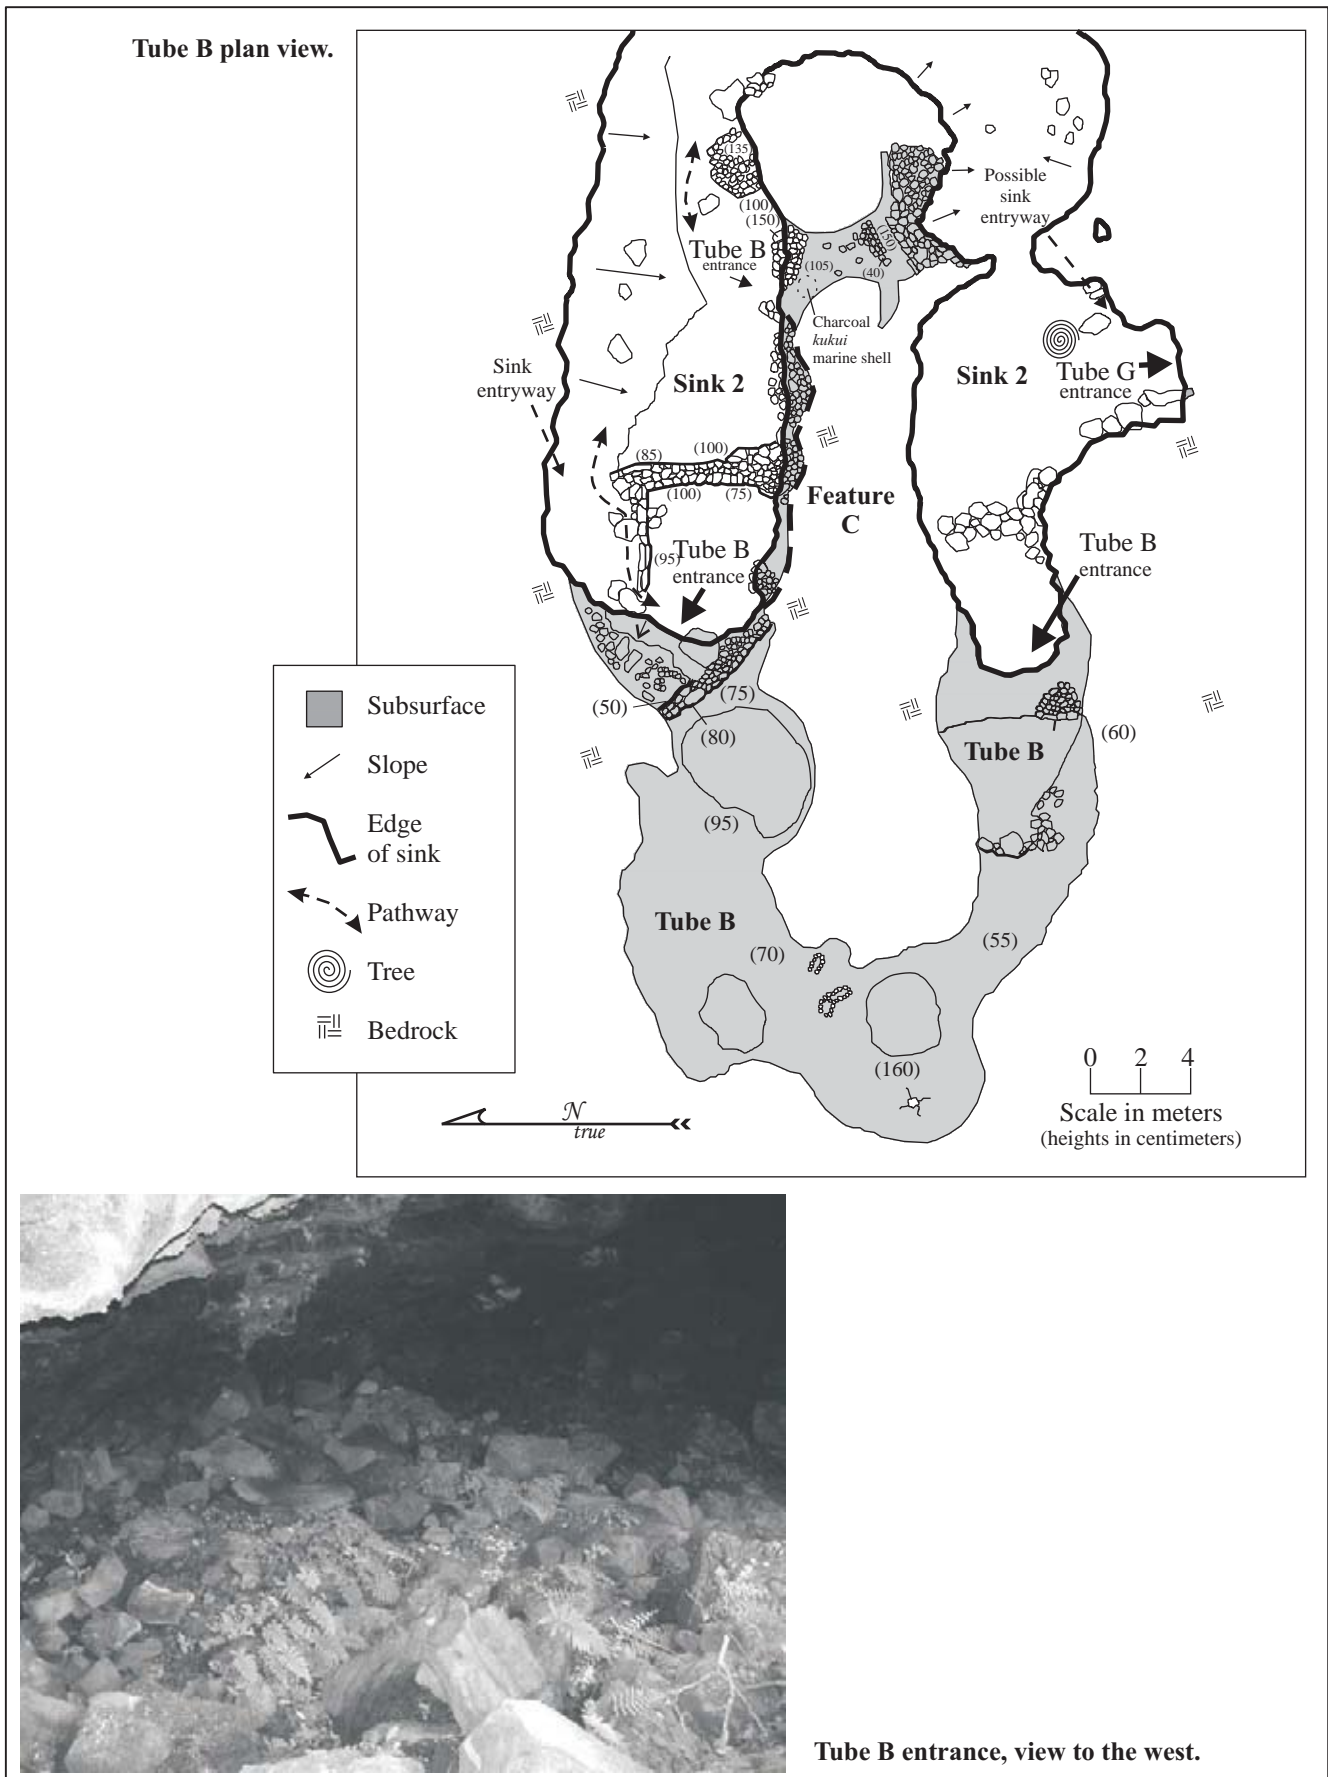 Tube B plan view.
(135)
(100)
(150)
Tube B
entrance
(105)
(150)
(40)
Charcoal
kukui
marine shell
Possible
sink
entryway
Sink
entryway
Sink 2
Sink 2
Tube G
entrance
(85)
(100)
(100)
(75)
(95)
Feature
C
Tube B
entrance
Tube B
entrance
(50)
(75)
(80)
(95)
Tube B
(60)
Tube B
(70)
(55)
(160)
Subsurface
Slope
Edge
of sink
Pathway
Tree
Bedrock
N
true
0 2 4
Scale in meters
(heights in centimeters)
Tube B entrance, view to the west.